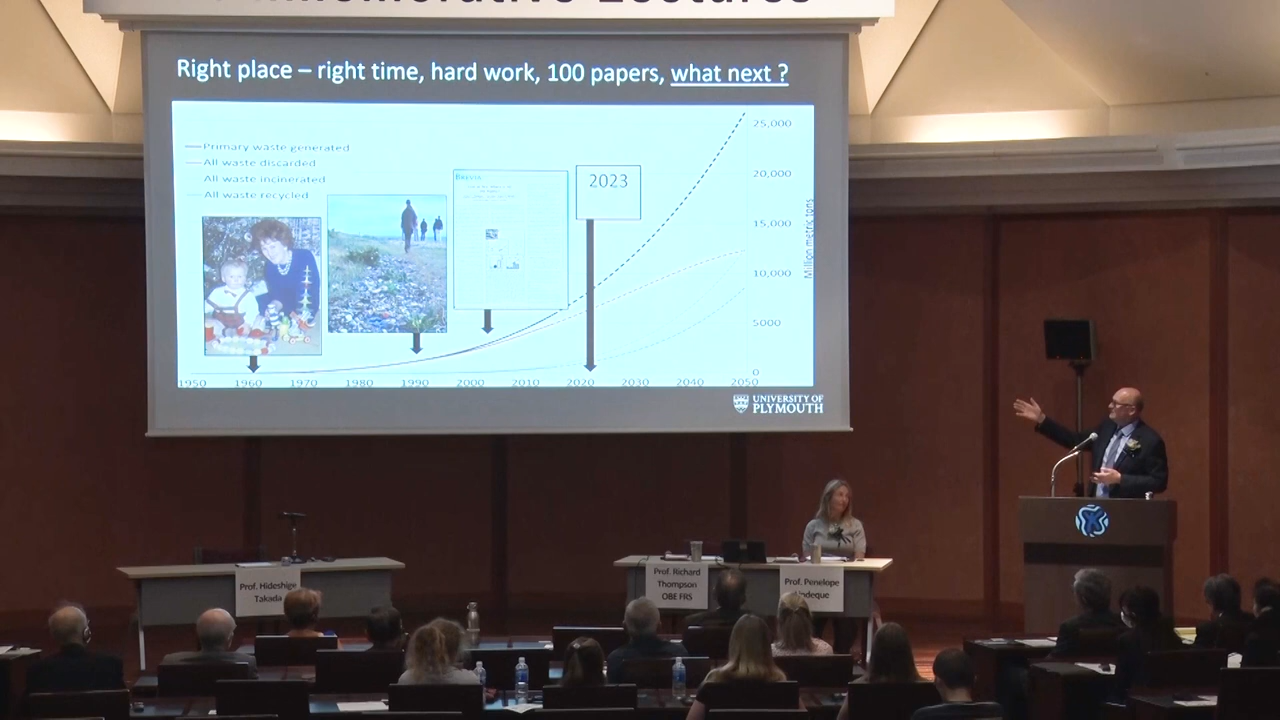 Commemorative Lectures
Right place – right time, hard work, 100 papers, what next ?
Primary waste generated
All waste discarded
All waste incinerated
All waste recycled
BREVIA
2023
25,000
20,000
15,000
10,000
5000
0
Million metric tons
1950 1960 1970 1980 1990 2000 2010 2020 2030 2040 2050
UNIVERSITY OF
PLYMOUTH
Prof. Hideshige
Takada
Prof. Richard
Thompson
OBE FRS
Prof. Penelope